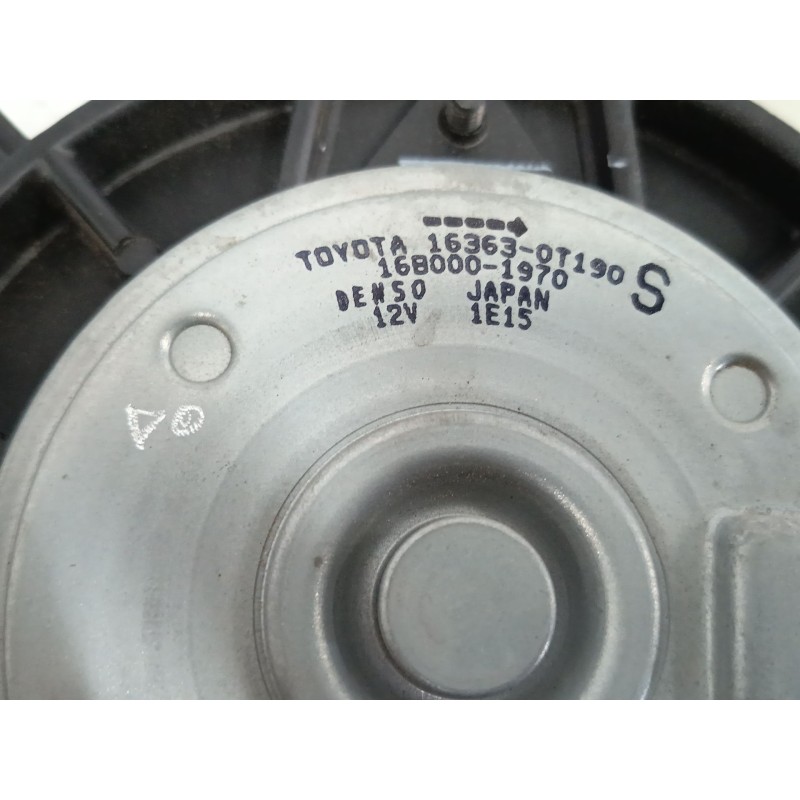 TOYOTA 16363-0T190 S
168000-1970
DENSO JAPAN
12V 1E15